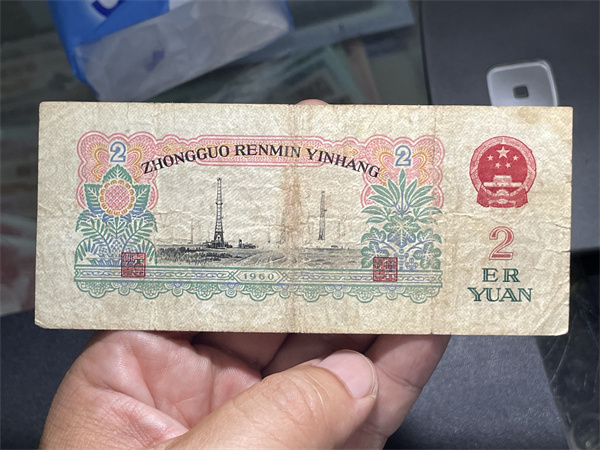 2
2
ZHONGGUO RENMIN YINHANG
1960
2
ER
YUAN